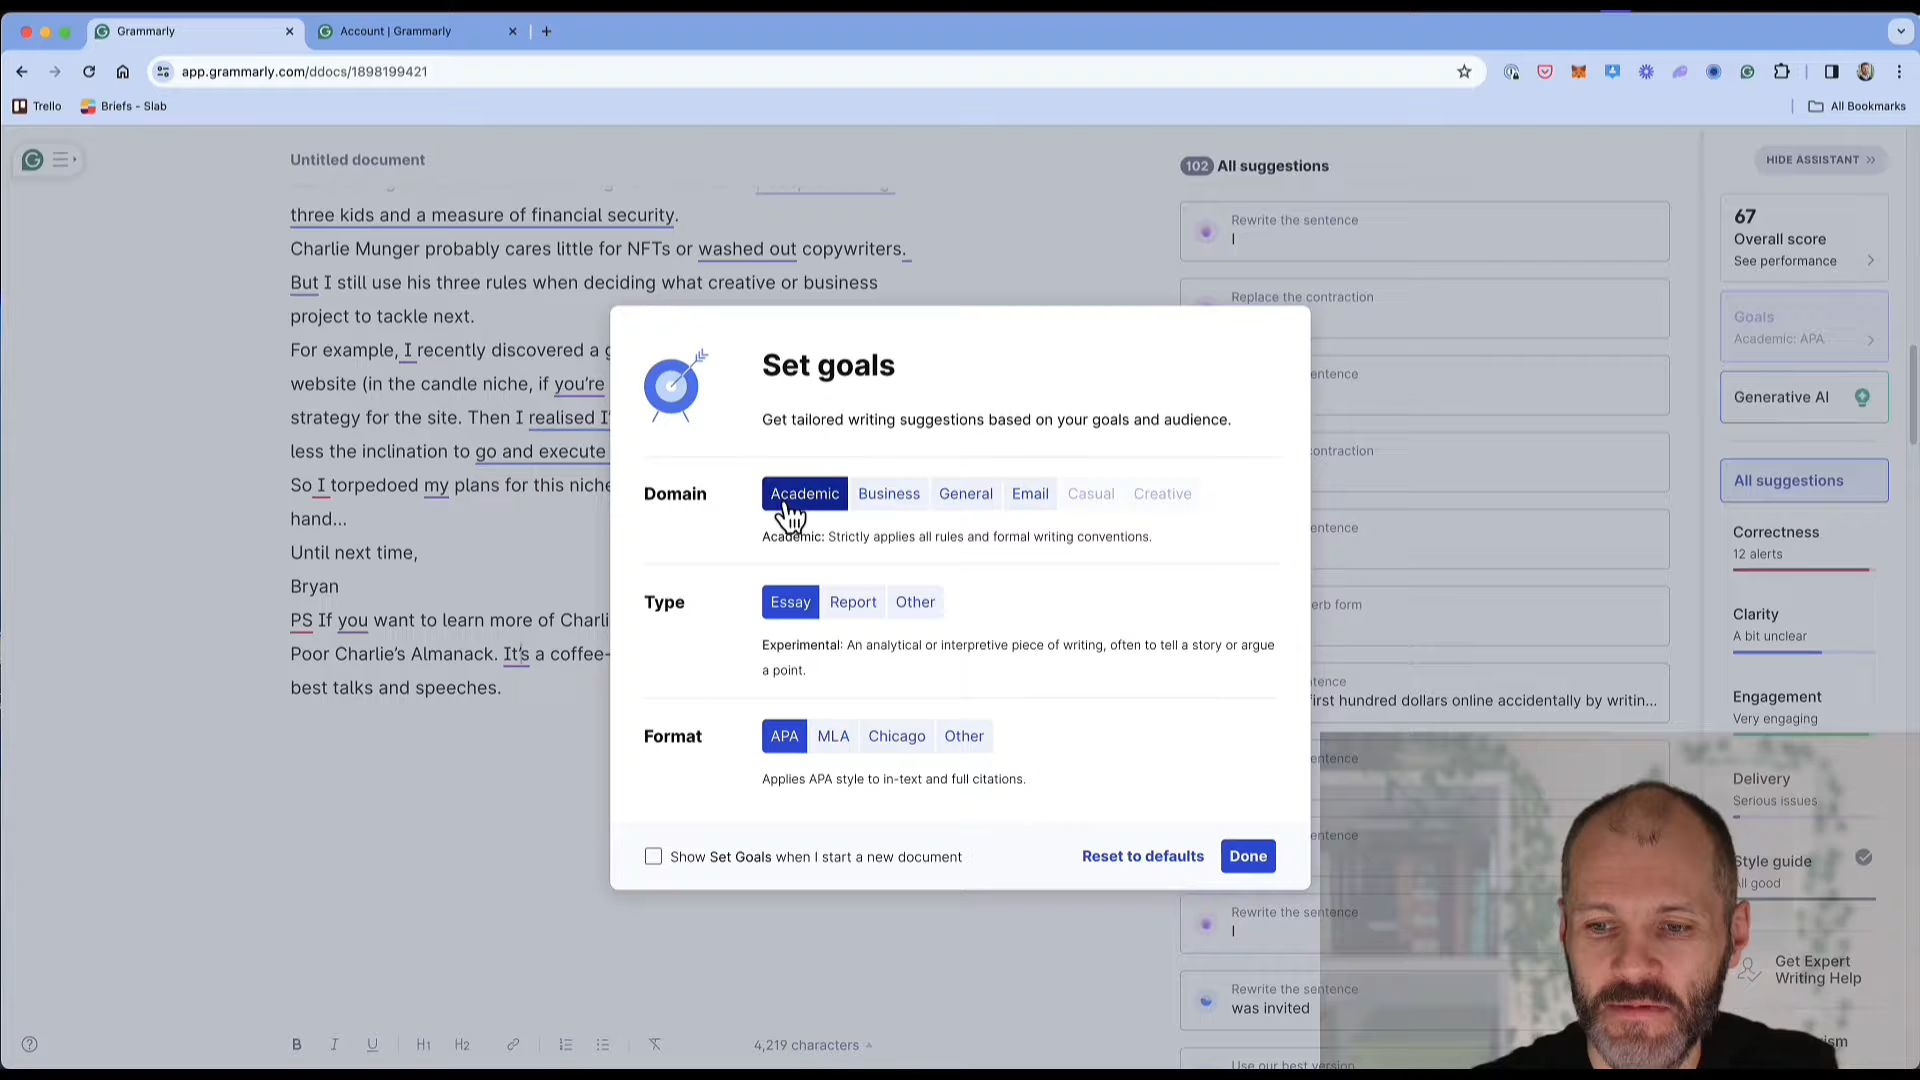 Grammarly
Account | Grammarly
app.grammarly.com/ddocs/1898199421
Trello
Briefs - Slab
All Bookmarks
Untitled document
three kids and a measure of financial security.
Charlie Munger probably cares little for NFTs or washed out copywriters.
But I still use his three rules when deciding what creative or business
project to tackle next.
For example, I recently discovered a
website (in the candle niche, if you're
strategy for the site. Then I realised I'
less the inclination to go and execute
So I torpedoed my plans for this niche
hand...
Until next time,
Bryan
PS If you want to learn more of Charli
Poor Charlie's Almanack. It's a coffee-
best talks and speeches.
B I U H1 H2
4,219 characters
Set goals
Get tailored writing suggestions based on your goals and audience.
Domain
Academic Business General Email Casual Creative
Academic: Strictly applies all rules and formal writing conventions.
Type
Essay Report Other
Experimental: An analytical or interpretive piece of writing, often to tell a story or argue
a point.
Format
APA MLA Chicago Other
Applies APA style to in-text and full citations.
Show Set Goals when I start a new document
Reset to defaults
Done
102 All suggestions
Rewrite the sentence
I
Replace the contraction
entence
ontraction
entence
erb form
tence
first hundred dollars online accidentally by writin...
entence
entence
Rewrite the sentence
I
Rewrite the sentence
was invited
Use our best version
HIDE ASSISTANT
67
Overall score
See performance
Goals
Academic: APA
Generative AI
All suggestions
Correctness
12 alerts
Clarity
A bit unclear
Engagement
Very engaging
Delivery
Serious issues
Style guide
All good
Get Expert
Writing Help
ism